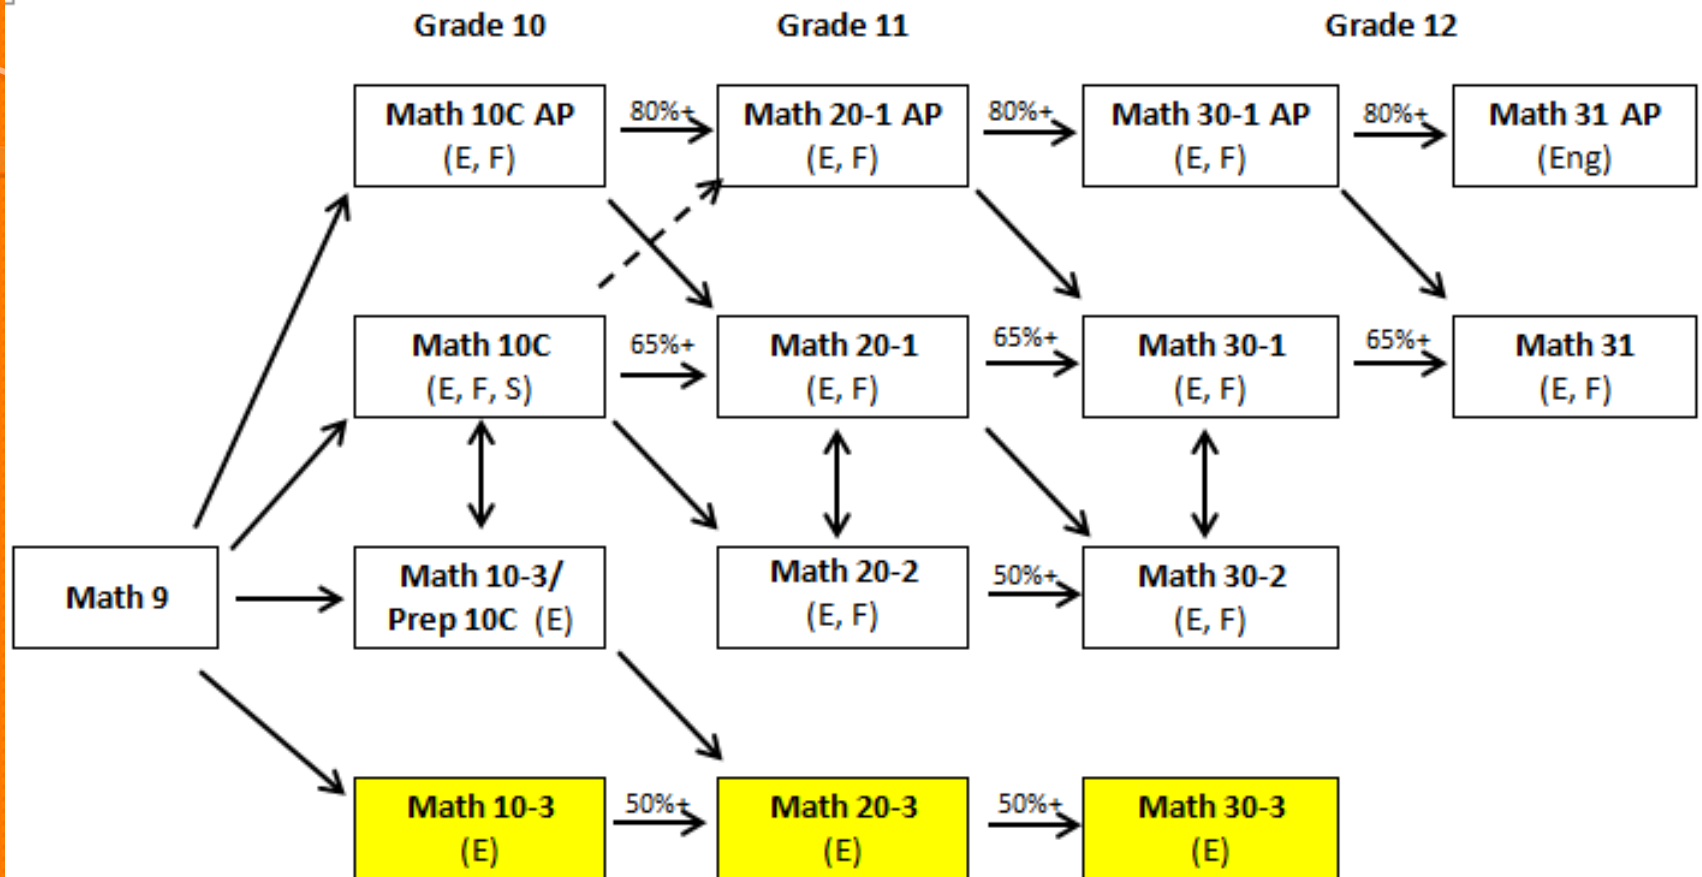 Grade 10
Grade 11
Grade 12
Math 10C AP
(E, F)
80%+
Math 20-1 AP
(E, F)
80%+
Math 30-1 AP
(E, F)
80%+
Math 31 AP
(Eng)
Math 10C
(E, F, S)
65%+
Math 20-1
(E, F)
65%+
Math 30-1
(E, F)
65%+
Math 31
(E, F)
Math 9
Math 10-3/
Prep 10C (E)
Math 20-2
(E, F)
50%+
Math 30-2
(E, F)
Math 10-3
(E)
50%+
Math 20-3
(E)
50%+
Math 30-3
(E)